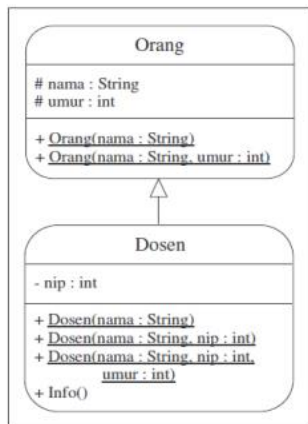 Orang
# nama : String
# umur : int
+ Orang(nama : String)
+ Orang(nama : String, umur : int)
Dosen
- nip : int
+ Dosen(nama : String)
+ Dosen(nama : String, nip : int)
+ Dosen(nama : String, nip : int,
umur : int)
+ Info()